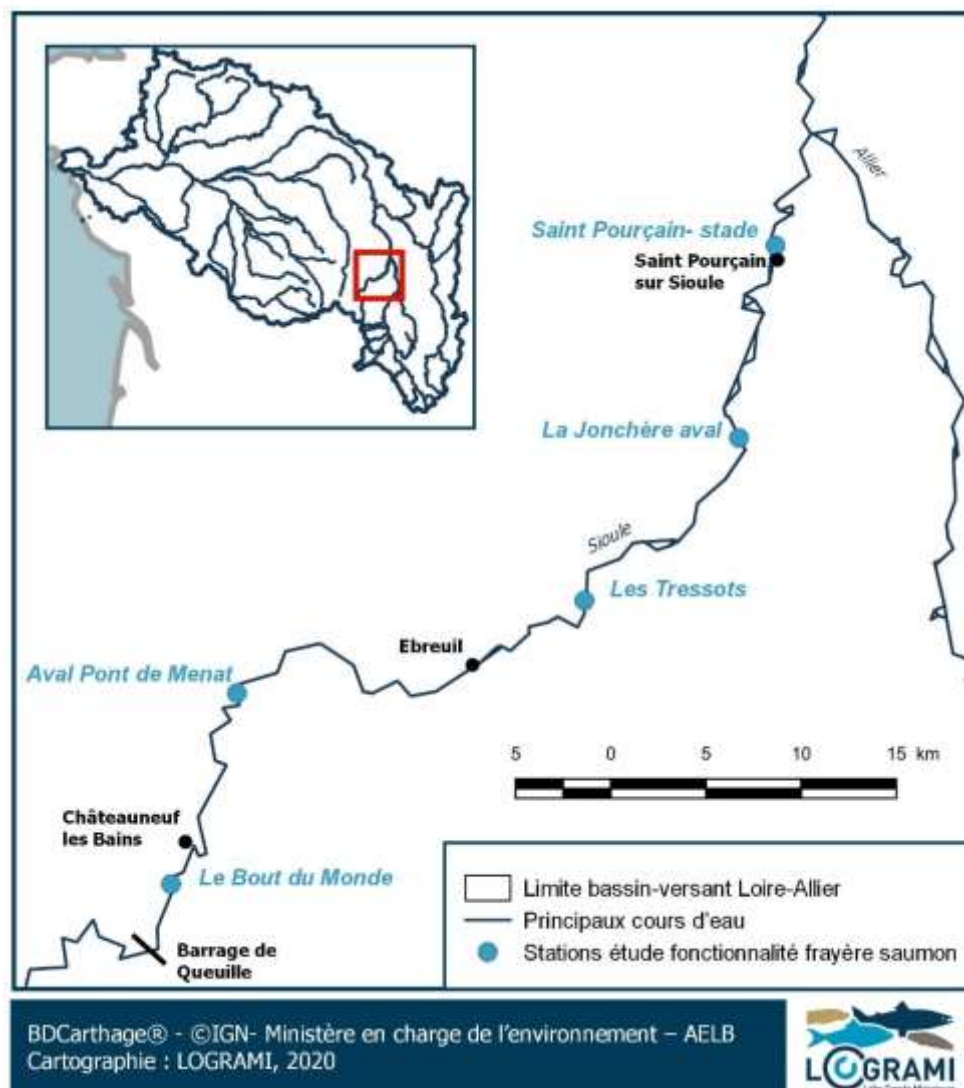 Allier
Saint Pourçain- stade
Saint Pourçain
sur Sioule
La Jonchère aval
Sioule
Les Tressots
Ebreuil
Aval Pont de Menat
5 0 5 10 15 km
Châteauneuf
les Bains
Le Bout du Monde
Barrage de
Queuille
Limite bassin-versant Loire-Allier
Principaux cours d'eau
Stations étude fonctionnalité frayère saumon
BDCarthage® - ©IGN- Ministère en charge de l'environnement – AELB
Cartographie : LOGRAMI, 2020
LOGRAMI